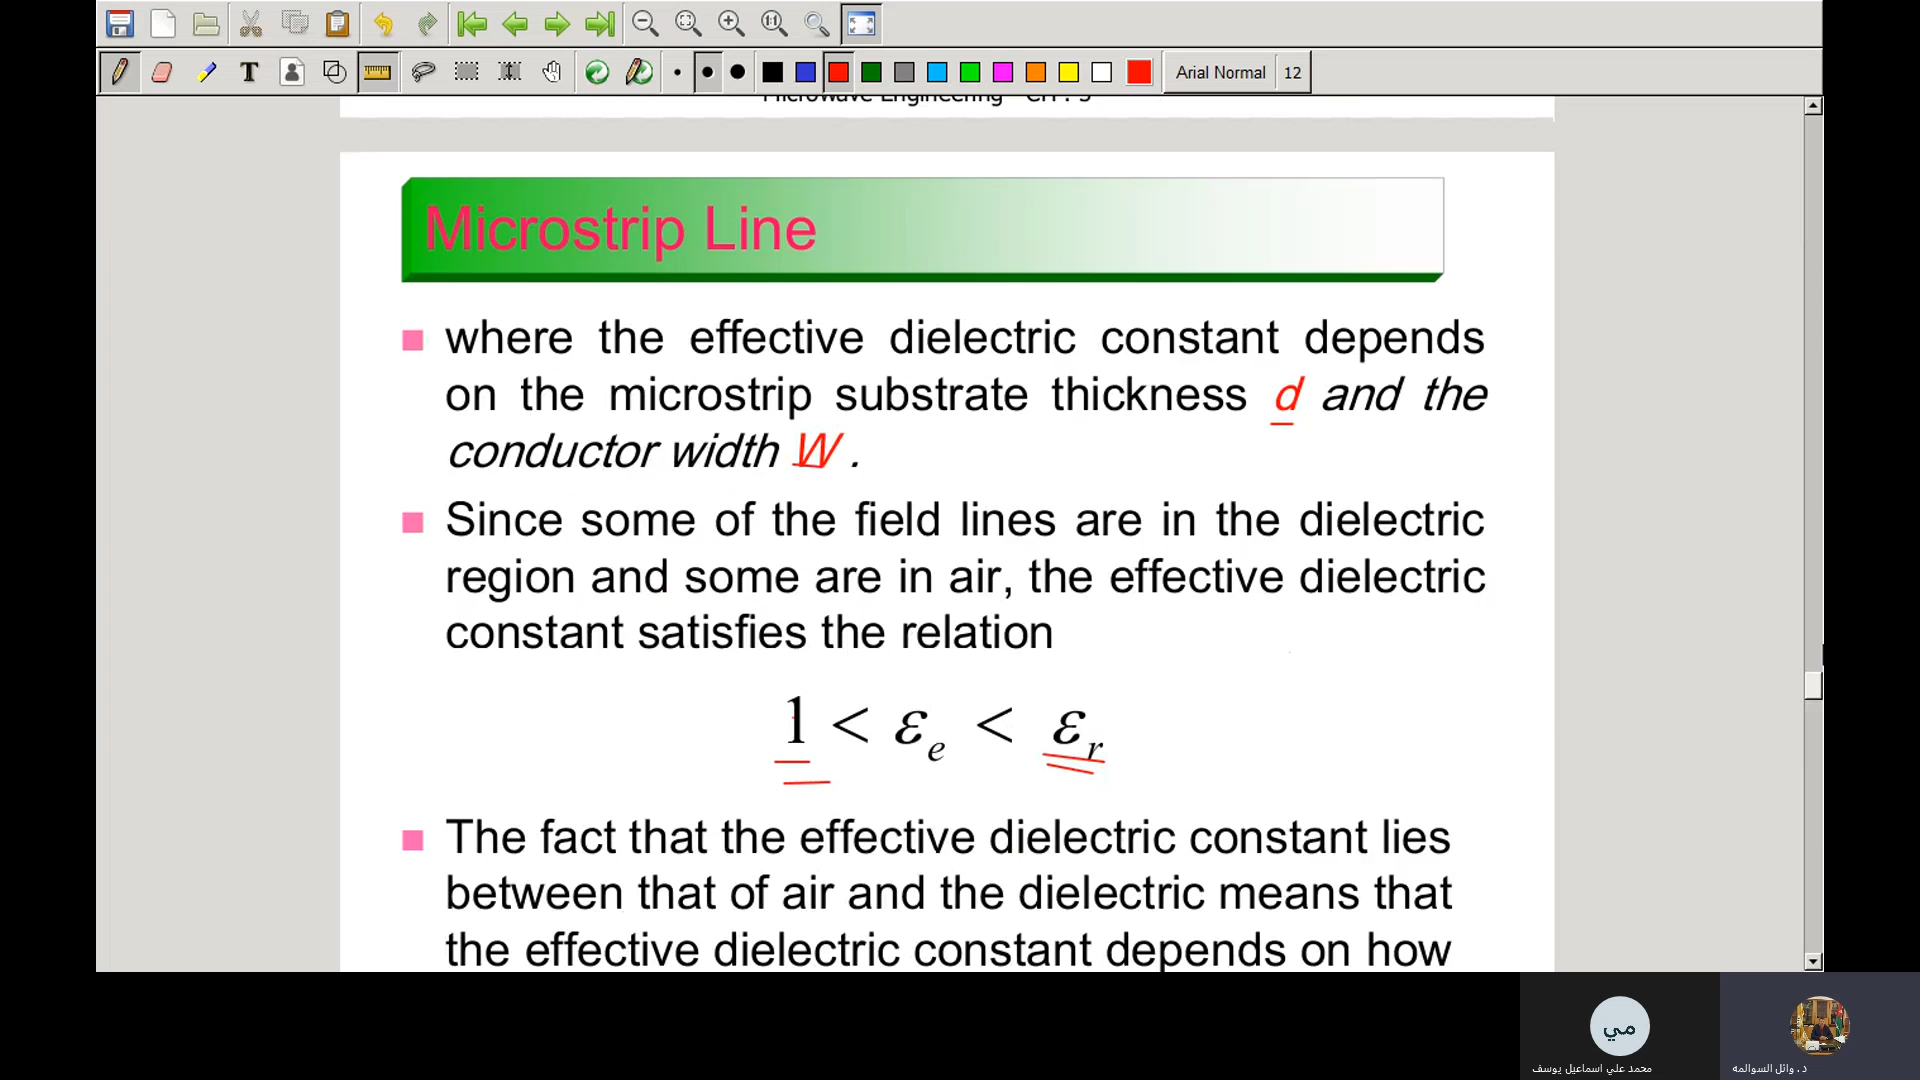 T
Arial Normal 12
Microwave Engineering - CH : 3
Microstrip Line
where the effective dielectric constant depends
on the microstrip substrate thickness d and the
conductor width W .
Since some of the field lines are in the dielectric
region and some are in air, the effective dielectric
constant satisfies the relation
1 < εe < εr
The fact that the effective dielectric constant lies
between that of air and the dielectric means that
the effective dielectric constant depends on how
مي
محمد علي اسماعيل يوسف
د. وائل السوالمه